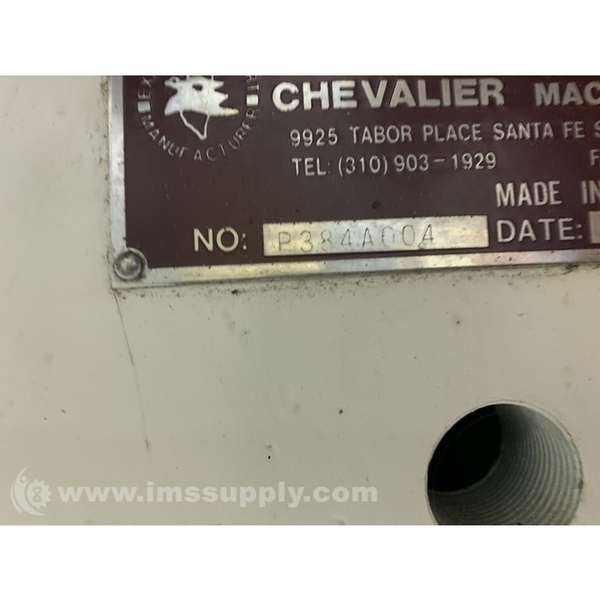 CHEVALIER MAC
9925 TABOR PLACE SANTA FE S
TEL: (310) 903-1929 F
MADE IN
NO: P384A004 DATE:
MANUFACTURER
www.imssupply.com